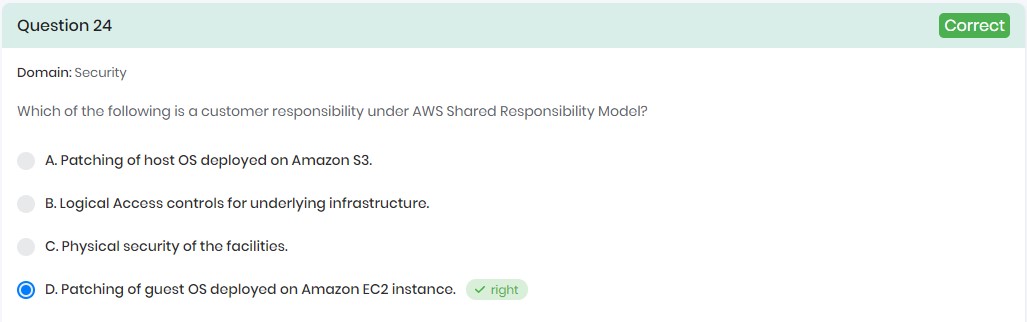 Question 24
Correct
Domain: Security
Which of the following is a customer responsibility under AWS Shared Responsibility Model?
A. Patching of host OS deployed on Amazon S3.
B. Logical Access controls for underlying infrastructure.
C. Physical security of the facilities.
D. Patching of guest OS deployed on Amazon EC2 instance.
right